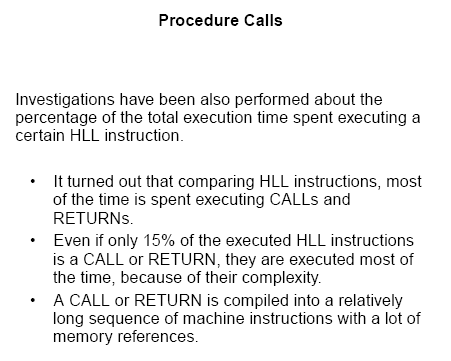 Procedure Calls
Investigations have been also performed about the
percentage of the total execution time spent executing a
certain HLL instruction.
• It turned out that comparing HLL instructions, most
of the time is spent executing CALLs and
RETURNs.
• Even if only 15% of the executed HLL instructions
is a CALL or RETURN, they are executed most of
the time, because of their complexity.
• A CALL or RETURN is compiled into a relatively
long sequence of machine instructions with a lot of
memory references.